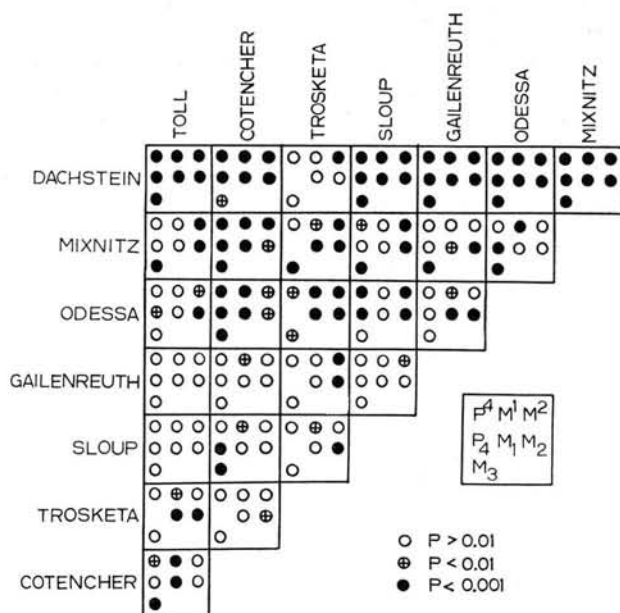 TOLL
COTENCHER
TROSKETA
SLOUP
GAILENREUTH
ODESSA
MIXNITZ
DACHSTEIN
MIXNITZ
ODESSA
GAILENREUTH
SLOUP
TROSKETA
COTENCHER
P⁴ M¹ M²
P₄ M₁ M₂
M₃
P > 0.01
P < 0.01
P < 0.001